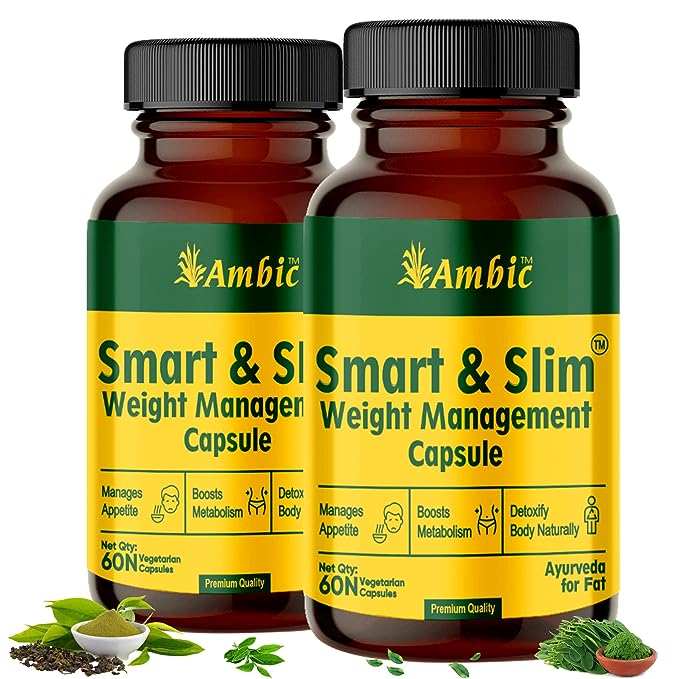 Ambic™
Smart & Sl
Weight Managem
Capsule
Manages
Appetite
Boosts
Metabolism
Detox
Body
Net Qty:
60N Vegetarian
Capsules
Premium Quality
Ambic™
Smart & Slim™
Weight Management
Capsule
Manages
Appetite
Boosts
Metabolism
Detoxify
Body Naturally
Net Qty:
60N Vegetarian
Capsules
Premium Quality
Ayurveda
for Fat